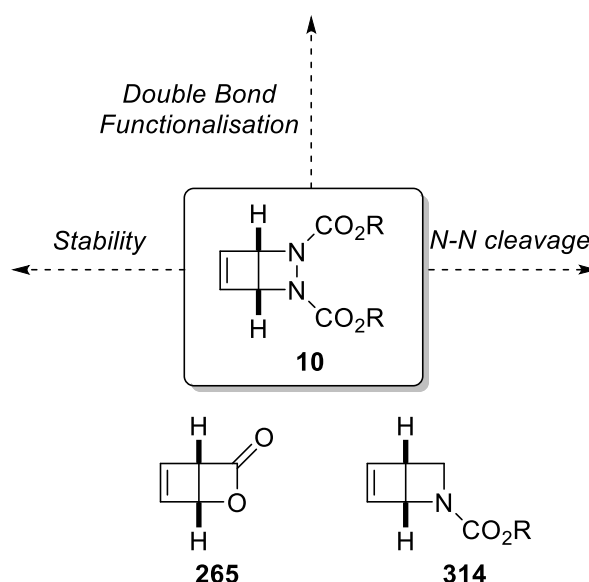 Double Bond
Functionalisation
Stability
N-N cleavage
H
CO₂R
N
N
CO₂R
H
10
H
O
O
H
265
H
N
CO₂R
H
314